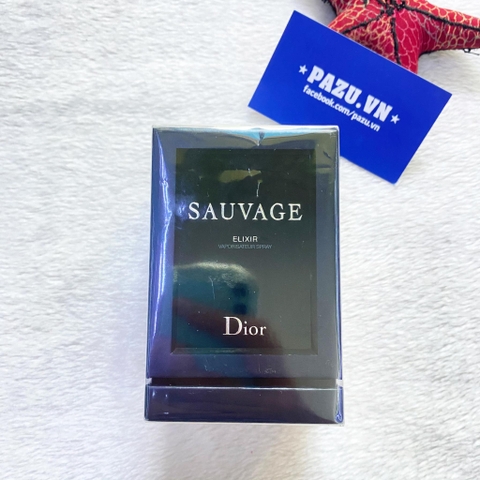 ★ PAZU.VN ★
facebook.com/pazu.vn
SAUVAGE
ELIXIR
VAPORISATEUR SPRAY
Dior